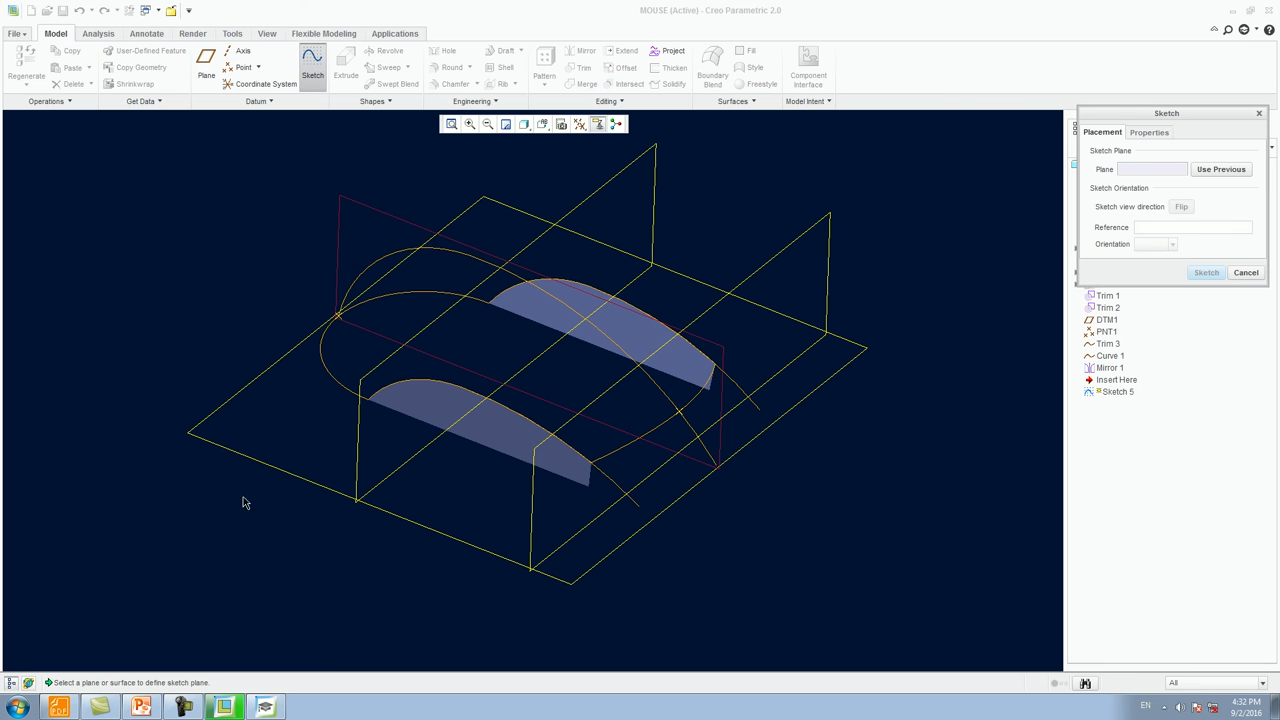 MOUSE (Active) - Creo Parametric 2.0
File
Model
Analysis
Annotate
Render
Tools
View
Flexible Modeling
Applications
Regenerate
Copy
Paste
Delete
User-Defined Feature
Copy Geometry
Shrinkwrap
Plane
Axis
Point
Coordinate System
Sketch
Extrude
Revolve
Sweep
Swept Blend
Hole
Round
Chamfer
Draft
Shell
Rib
Pattern
Mirror
Trim
Merge
Extend
Offset
Intersect
Project
Thicken
Solidify
Boundary
Blend
Fill
Style
Freestyle
Component
Interface
Operations
Get Data
Datum
Shapes
Engineering
Editing
Surfaces
Model Intent
Sketch
Placement
Properties
Sketch Plane
Plane
Use Previous
Sketch Orientation
Sketch view direction
Flip
Reference
Orientation
Sketch
Cancel
Trim 1
Trim 2
DTM1
PNT1
Trim 3
Curve 1
Mirror 1
Insert Here
Sketch 5
Select a plane or surface to define sketch plane.
All
EN
4:32 PM
9/2/2016